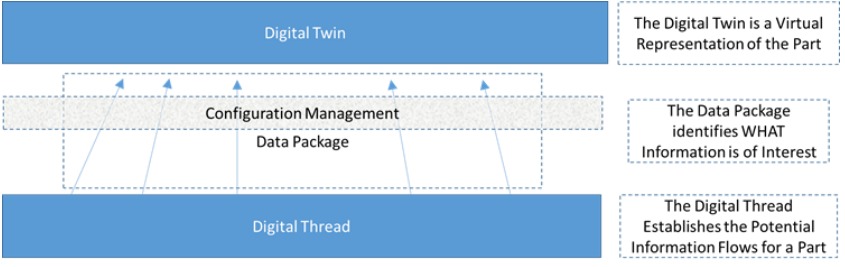 Digital Twin
The Digital Twin is a Virtual
Representation of the Part
Configuration Management
Data Package
The Data Package
identifies WHAT
Information is of Interest
Digital Thread
The Digital Thread
Establishes the Potential
Information Flows for a Part